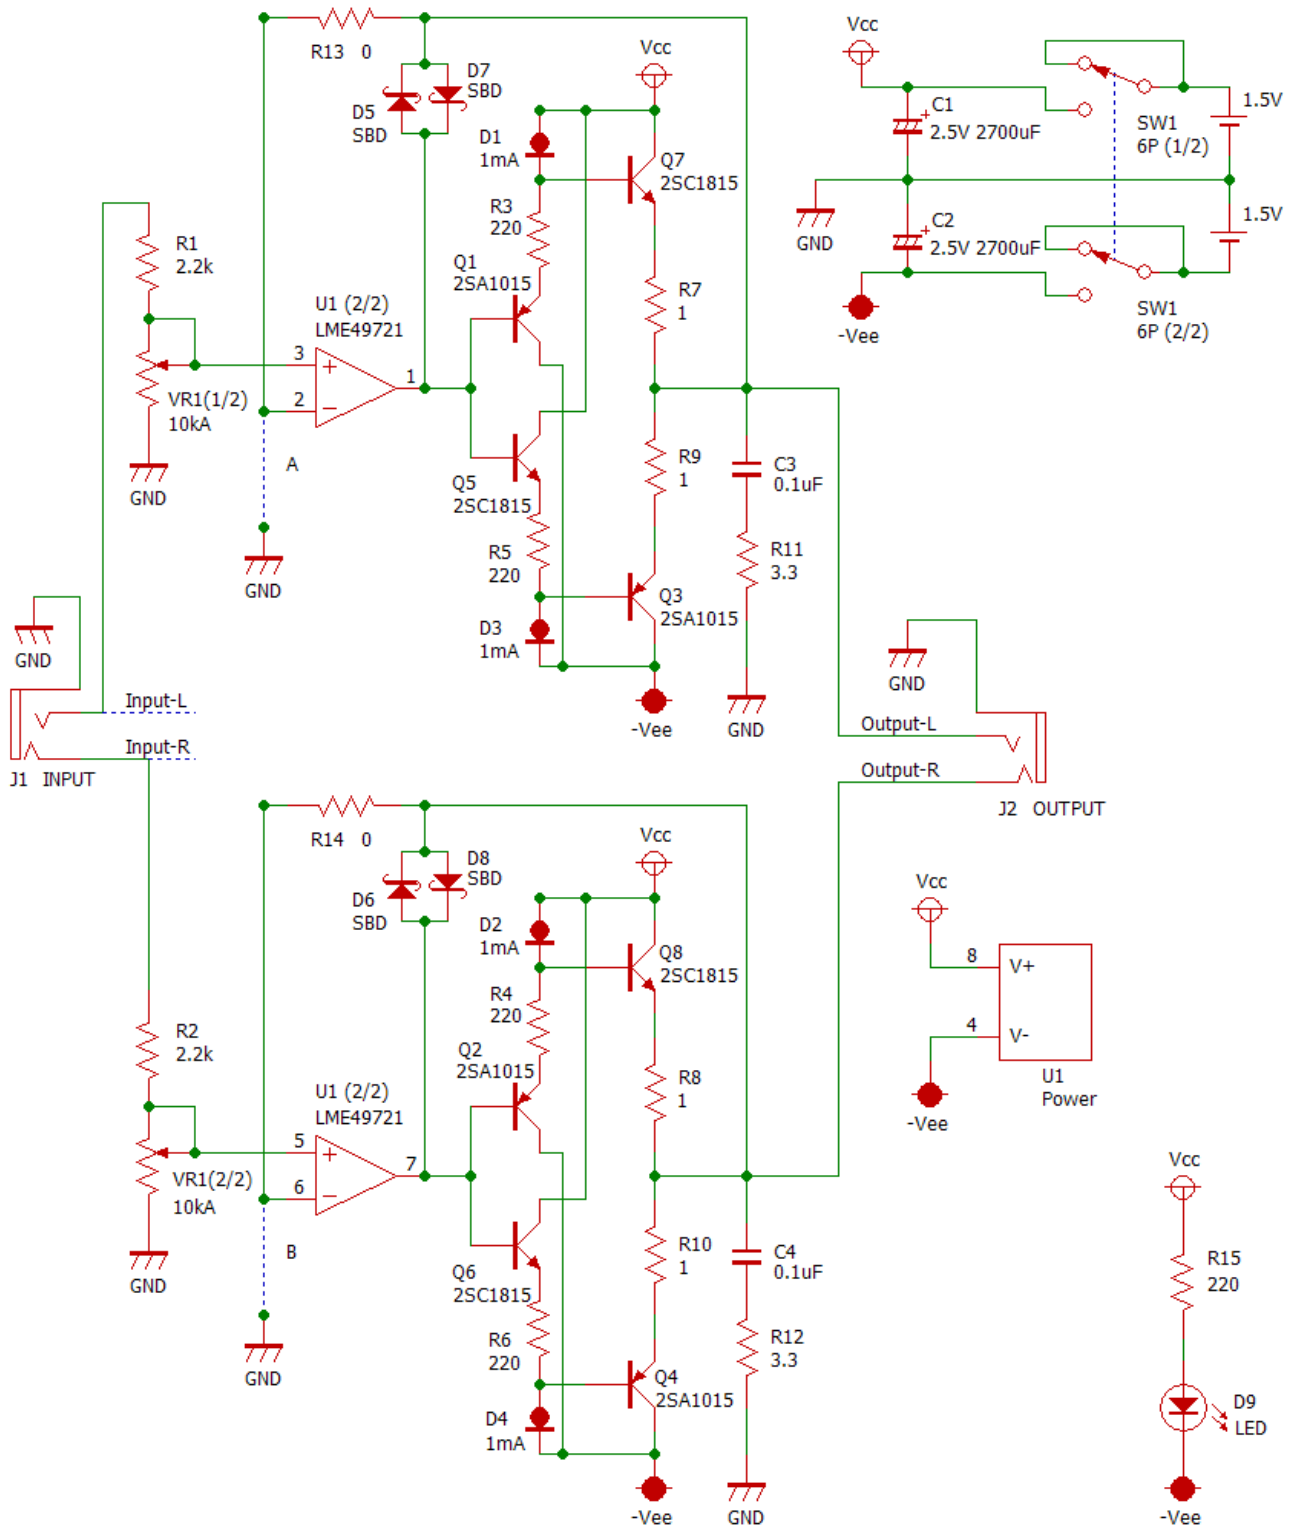 R13 0
D7
SBD
D5
SBD
Vcc
D1
1mA
Q7
2SC1815
R3
220
Q1
2SA1015
R7
1
R1
2.2k
U1 (2/2)
LME49721
3
+
1
2
−
VR1(1/2)
10kA
GND
A
GND
Q5
2SC1815
R5
220
D3
1mA
R9
1
Q3
2SA1015
-Vee
C3
0.1uF
R11
3.3
GND
Vcc
C1
+
2.5V 2700uF
SW1
6P (1/2)
1.5V
GND
C2
+
2.5V 2700uF
-Vee
SW1
6P (2/2)
1.5V
GND
Input-L
Input-R
J1 INPUT
GND
Output-L
Output-R
J2 OUTPUT
R14 0
D8
SBD
D6
SBD
Vcc
D2
1mA
Q8
2SC1815
R4
220
Q2
2SA1015
R8
1
R2
2.2k
U1 (2/2)
LME49721
5
+
7
6
−
VR1(2/2)
10kA
GND
B
GND
Q6
2SC1815
R6
220
D4
1mA
R10
1
Q4
2SA1015
-Vee
C4
0.1uF
R12
3.3
GND
Vcc
8
V+
4
V-
U1
Power
-Vee
Vcc
R15
220
D9
LED
-Vee